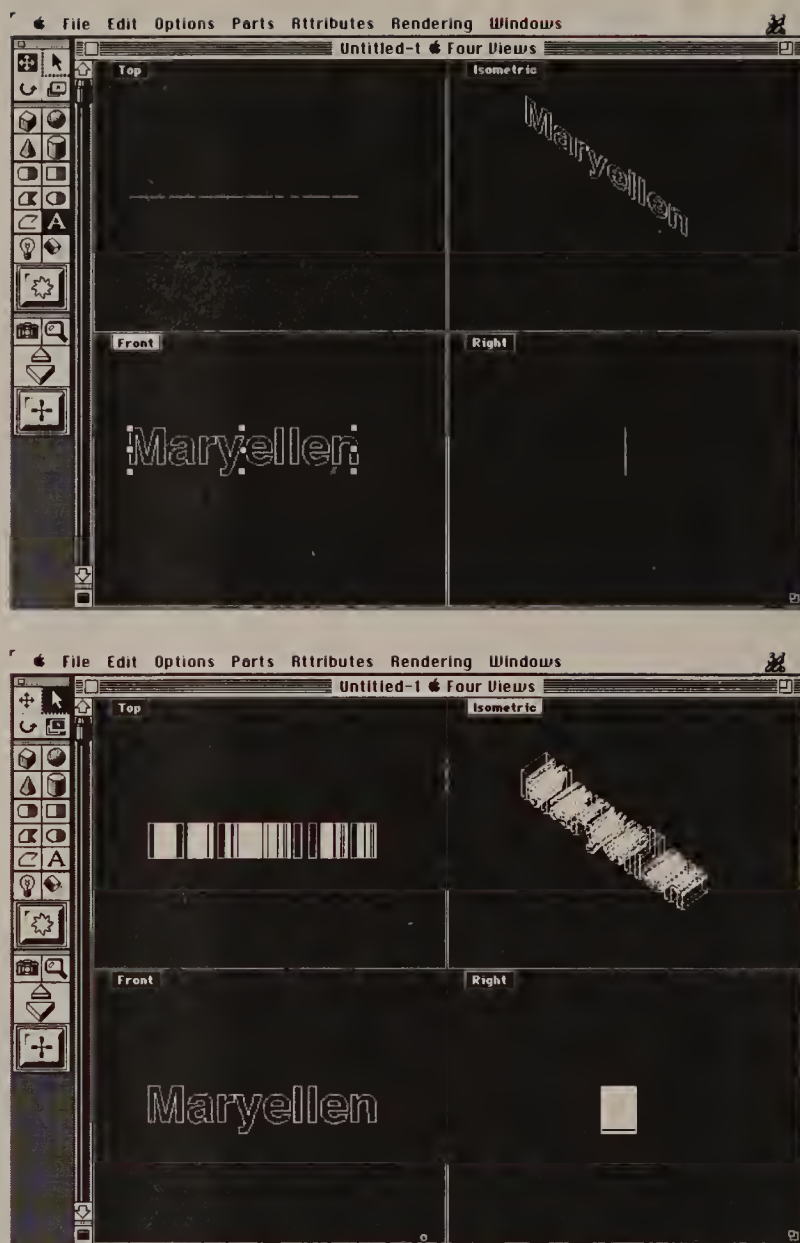 File Edit Options Parts Attributes Rendering Windows
Untitled-1 Four Views
Top
Isometric
Maryellen
Front
Right
A
Maryellen
File Edit Options Parts Attributes Rendering Windows
Untitled-1 Four Views
Top
Isometric
A
Front
Right
Maryellen